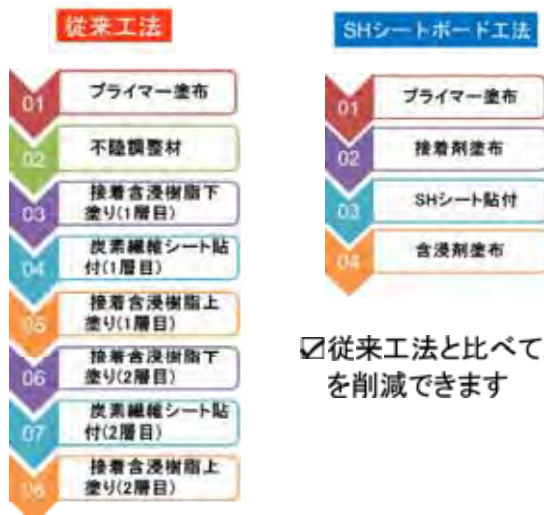 従来工法
01
プライマー塗布
02
不陸調整材
03
接着含浸樹脂下
塗り(1層目)
04
炭素繊維シート貼
付(1層目)
05
接着含浸樹脂上
塗り(1層目)
06
接着含浸樹脂下
塗り(2層目)
07
炭素繊維シート貼
付(2層目)
08
接着含浸樹脂上
塗り(2層目)
SHシートボード工法
01
プライマー塗布
02
接着剤塗布
03
SHシート貼付
04
含浸剤塗布
☑従来工法と比べて
を削減できます